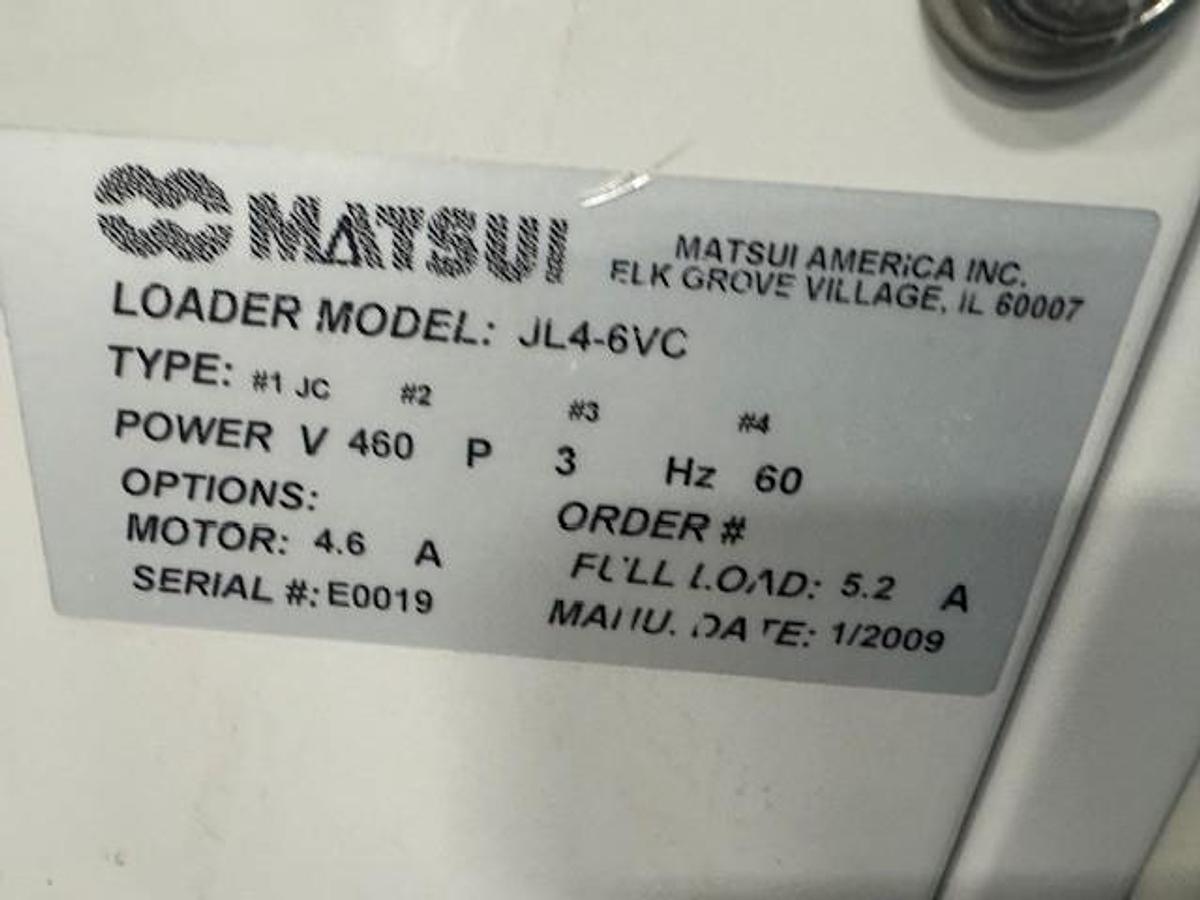 MATSUI
MATSUI AMERICA INC.
ELK GROVE VILLAGE, IL 60007
LOADER MODEL: JL4-6VC
TYPE: #1 JC #2 #3 #4
POWER V 460 P 3 Hz 60
OPTIONS: ORDER #
MOTOR: 4.6 A FULL LOAD: 5.2 A
SERIAL #: E0019 MANU. DATE: 1/2009